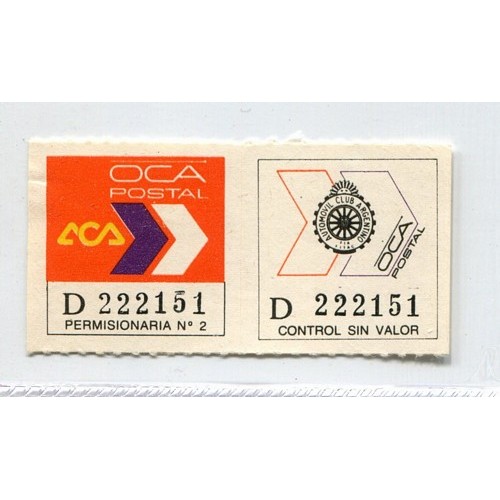 OCA
POSTAL
ACA
D 222151
PERMISIONARIA Nº 2
AUTOMOVIL CLUB ARGENTINO
OCA
POSTAL
D 222151
CONTROL SIN VALOR